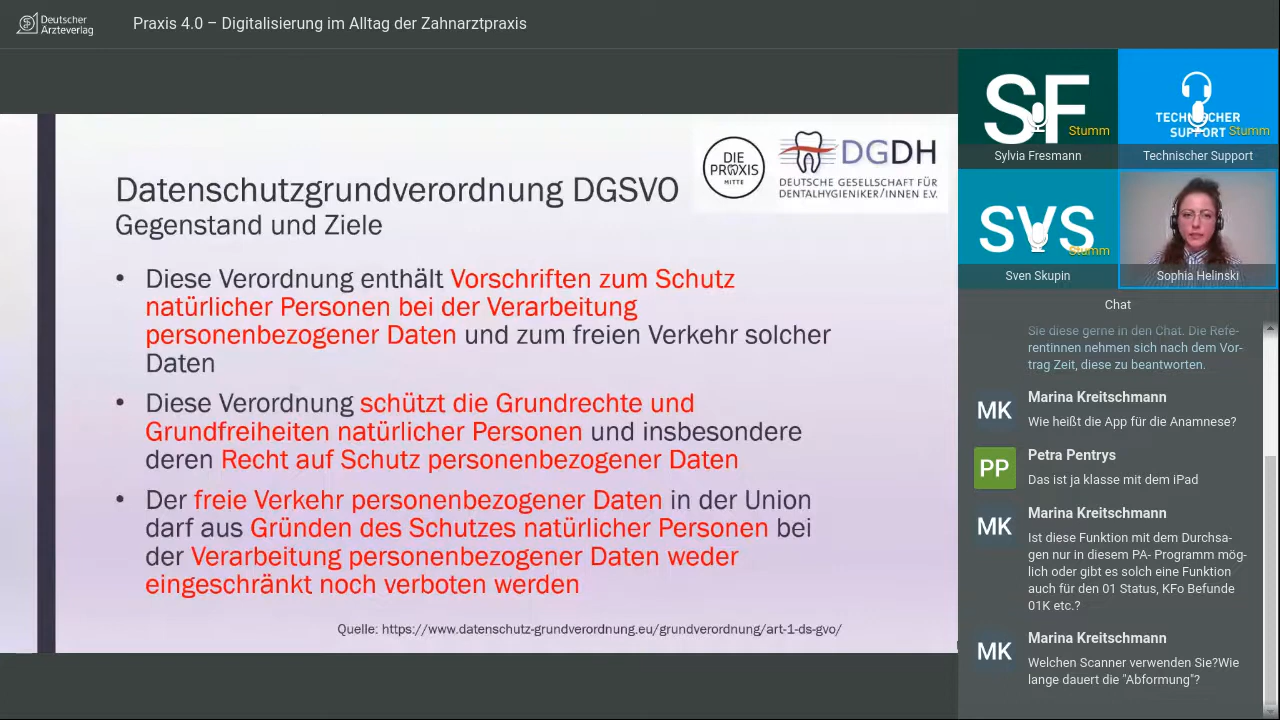 Deutscher
Ärzteverlag
Praxis 4.0 – Digitalisierung im Alltag der Zahnarztpraxis
DIE
PRAXIS
MITTE
DGDH
DEUTSCHE GESELLSCHAFT FÜR
DENTALHYGIENIKER/INNEN E.V.
Datenschutzgrundverordnung DGSVO
Gegenstand und Ziele
• Diese Verordnung enthält Vorschriften zum Schutz
natürlicher Personen bei der Verarbeitung
personenbezogener Daten und zum freien Verkehr solcher
Daten
• Diese Verordnung schützt die Grundrechte und
Grundfreiheiten natürlicher Personen und insbesondere
deren Recht auf Schutz personenbezogener Daten
• Der freie Verkehr personenbezogener Daten in der Union
darf aus Gründen des Schutzes natürlicher Personen bei
der Verarbeitung personenbezogener Daten weder
eingeschränkt noch verboten werden
Quelle: https://www.datenschutz-grundverordnung.eu/grundverordnung/art-1-ds-gvo/
SF
Stumm
Sylvia Fresmann
TECHNISCHER
SUPPORT
Stumm
Technischer Support
SVS
Stumm
Sven Skupin
Sophia Helinski
Chat
Sie diese gerne in den Chat. Die Refe-
rentinnen nehmen sich nach dem Vor-
trag Zeit, diese zu beantworten.
MK
Marina Kreitschmann
Wie heißt die App für die Anamnese?
PP
Petra Pentrys
Das ist ja klasse mit dem iPad
MK
Marina Kreitschmann
Ist diese Funktion mit dem Durchsa-
gen nur in diesem PA- Programm mög-
lich oder gibt es solch eine Funktion
auch für den 01 Status, KFo Befunde
01K etc.?
MK
Marina Kreitschmann
Welchen Scanner verwenden Sie?Wie
lange dauert die "Abformung"?